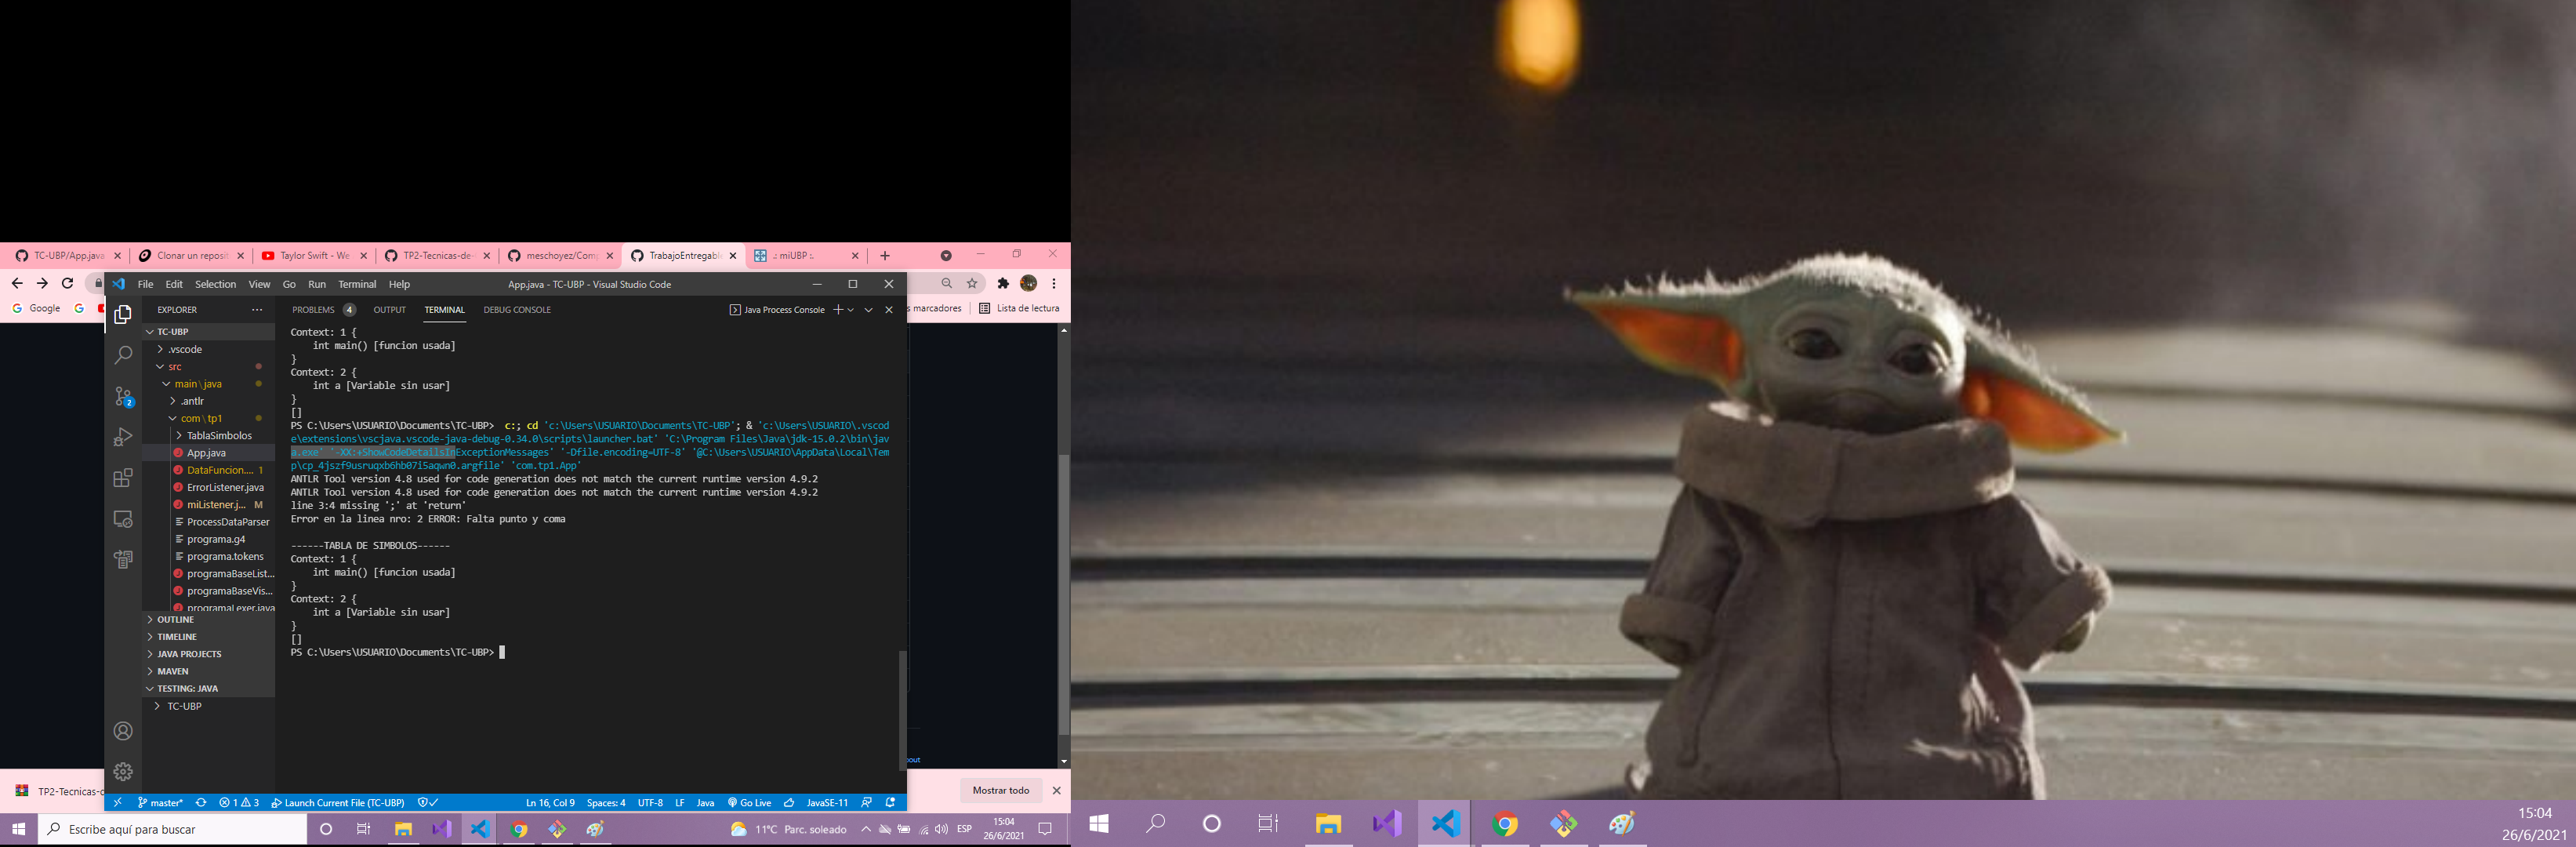 TC-UBP/App.java
Clonar un reposit
Taylor Swift - We
TP2-Tecnicas-de-
meschoyez/Comp
TrabajoEntregable
.: miUBP :.
File Edit Selection View Go Run Terminal Help
App.java - TC-UBP - Visual Studio Code
Google
s marcadores
Lista de lectura
EXPLORER
TC-UBP
.vscode
src
main\java
.antlr
com\tp1
TablaSimbolos
App.java
DataFuncion.... 1
ErrorListener.java
miListener.j... M
ProcessDataParser
programa.g4
programa.tokens
programaBaseList...
programaBaseVis...
programaLexer.java
OUTLINE
TIMELINE
JAVA PROJECTS
MAVEN
TESTING: JAVA
TC-UBP
2
PROBLEMS 4 OUTPUT TERMINAL DEBUG CONSOLE
Java Process Console
Context: 1 {
int main() [funcion usada]
}
Context: 2 {
int a [Variable sin usar]
}
[]
PS C:\Users\USUARIO\Documents\TC-UBP> c:; cd 'c:\Users\USUARIO\Documents\TC-UBP'; & 'c:\Users\USUARIO\.vscod
e\extensions\vscjava.vscode-java-debug-0.34.0\scripts\launcher.bat' 'C:\Program Files\Java\jdk-15.0.2\bin\jav
a.exe' '-XX:+ShowCodeDetailsInExceptionMessages' '-Dfile.encoding=UTF-8' '@C:\Users\USUARIO\AppData\Local\Tem
p\cp_4jszf9usruqxb6hb07i5aqwn0.argfile' 'com.tp1.App'
ANTLR Tool version 4.8 used for code generation does not match the current runtime version 4.9.2
ANTLR Tool version 4.8 used for code generation does not match the current runtime version 4.9.2
line 3:4 missing ';' at 'return'
Error en la linea nro: 2 ERROR: Falta punto y coma
------TABLA DE SIMBOLOS------
Context: 1 {
int main() [funcion usada]
}
Context: 2 {
int a [Variable sin usar]
}
[]
PS C:\Users\USUARIO\Documents\TC-UBP>
out
TP2-Tecnicas-d
Mostrar todo
master* 1 3 Launch Current File (TC-UBP)
Ln 16, Col 9 Spaces: 4 UTF-8 LF Java Go Live JavaSE-11
Escribe aquí para buscar
11°C Parc. soleado
ESP
15:04
26/6/2021
15:04
26/6/2021